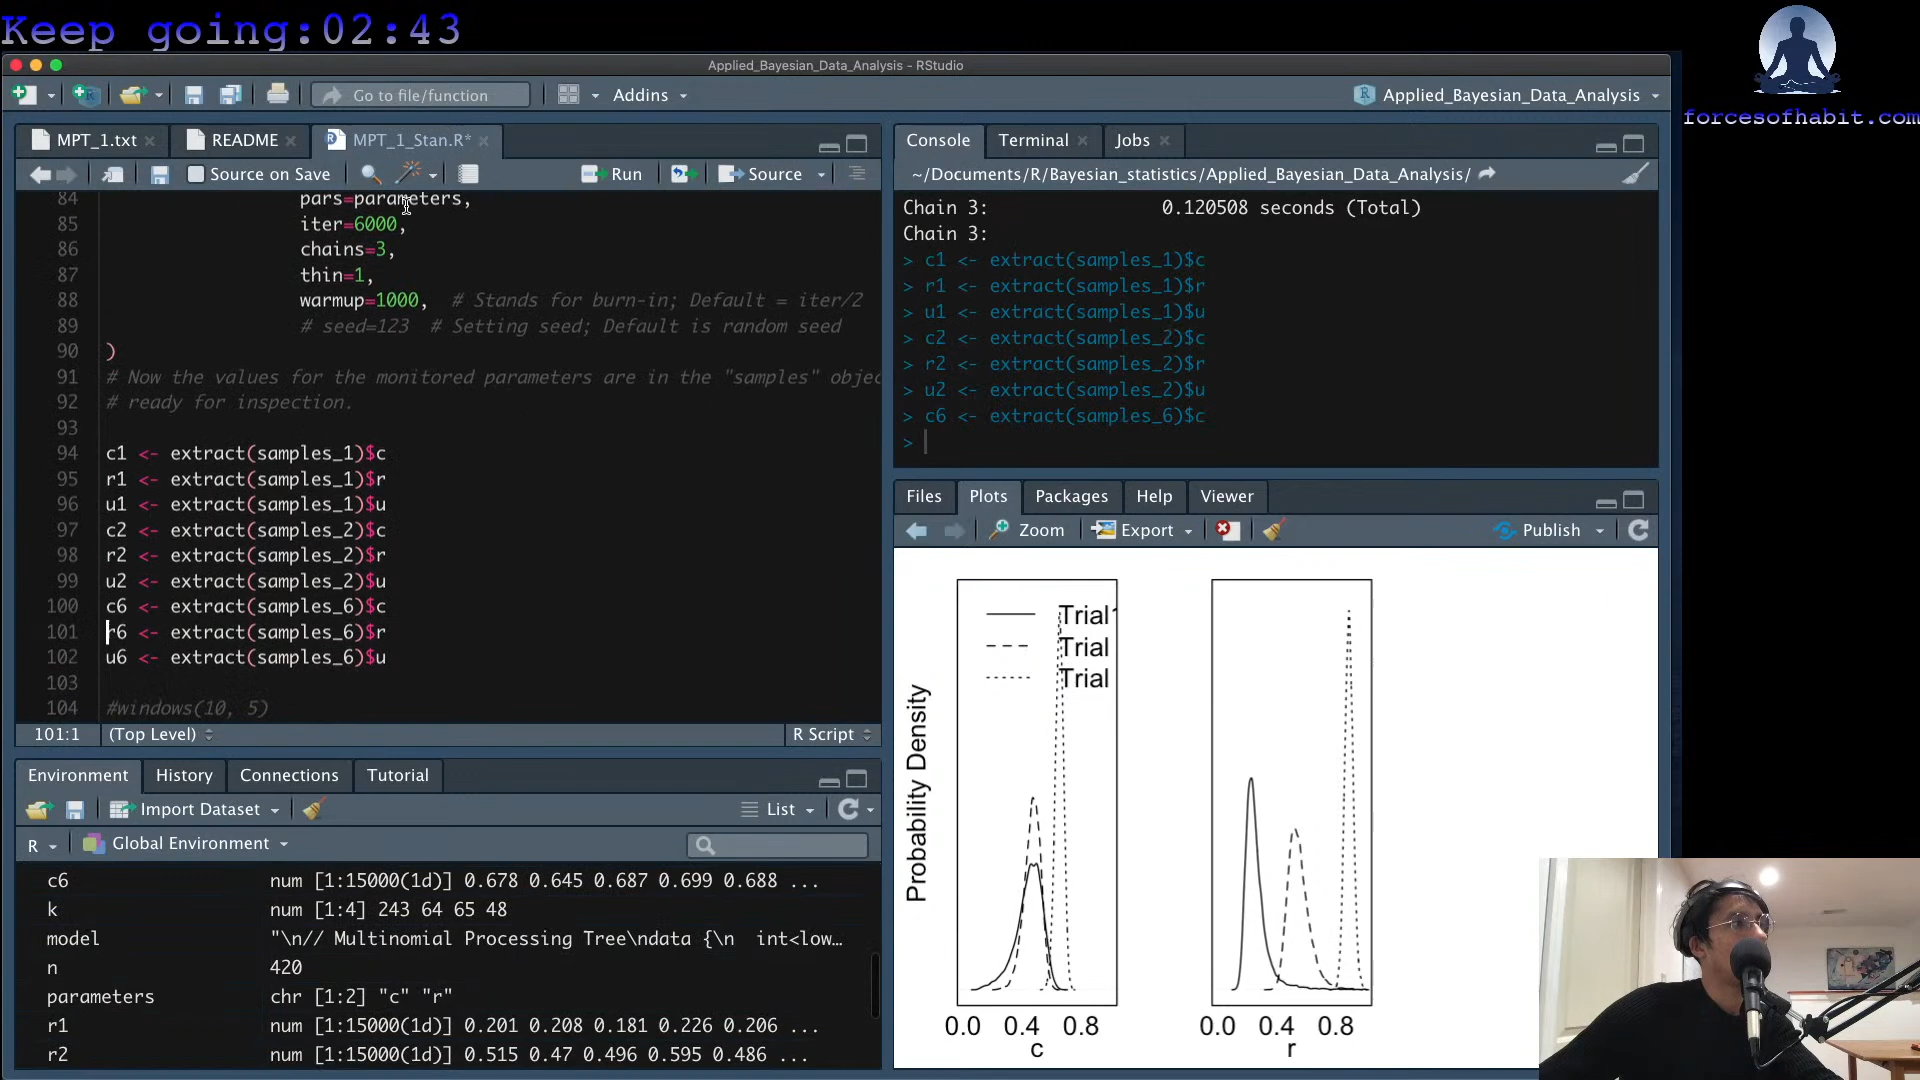 Keep going:02:43
forcesofhabit.com
Applied_Bayesian_Data_Analysis - RStudio
Go to file/function
Addins
Applied_Bayesian_Data_Analysis
MPT_1.txt
README
MPT_1_Stan.R*
Source on Save
Run
Source
84 pars=parameters,
85 iter=6000,
86 chains=3,
87 thin=1,
88 warmup=1000,  # Stands for burn-in; Default = iter/2
89 # seed=123  # Setting seed; Default is random seed
90 )
91 # Now the values for the monitored parameters are in the "samples" objec
92 # ready for inspection.
93
94 c1 <- extract(samples_1)$c
95 r1 <- extract(samples_1)$r
96 u1 <- extract(samples_1)$u
97 c2 <- extract(samples_2)$c
98 r2 <- extract(samples_2)$r
99 u2 <- extract(samples_2)$u
100 c6 <- extract(samples_6)$c
101 r6 <- extract(samples_6)$r
102 u6 <- extract(samples_6)$u
103
104 #windows(10, 5)
101:1 (Top Level) R Script
Console
Terminal
Jobs
~/Documents/R/Bayesian_statistics/Applied_Bayesian_Data_Analysis/
Chain 3: 0.120508 seconds (Total)
Chain 3:
> c1 <- extract(samples_1)$c
> r1 <- extract(samples_1)$r
> u1 <- extract(samples_1)$u
> c2 <- extract(samples_2)$c
> r2 <- extract(samples_2)$r
> u2 <- extract(samples_2)$u
> c6 <- extract(samples_6)$c
>
Environment
History
Connections
Tutorial
Import Dataset
List
R
Global Environment
c6 num [1:15000(1d)] 0.678 0.645 0.687 0.699 0.688 ...
k num [1:4] 243 64 65 48
model "\n// Multinomial Processing Tree\ndata {\n  int<low…
n 420
parameters chr [1:2] "c" "r"
r1 num [1:15000(1d)] 0.201 0.208 0.181 0.226 0.206 ...
r2 num [1:15000(1d)] 0.515 0.47 0.496 0.595 0.486 ...
Files
Plots
Packages
Help
Viewer
Zoom
Export
Publish
Trial
Trial
Trial
Probability Density
0.0 0.4 0.8
c
0.0 0.4 0.8
r